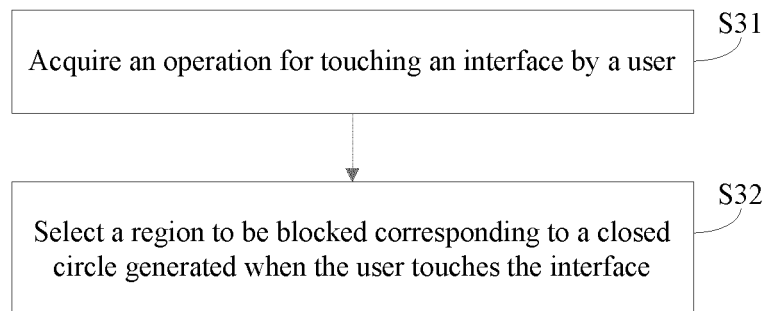 S31
Acquire an operation for touching an interface by a user
S32
Select a region to be blocked corresponding to a closed
circle generated when the user touches the interface